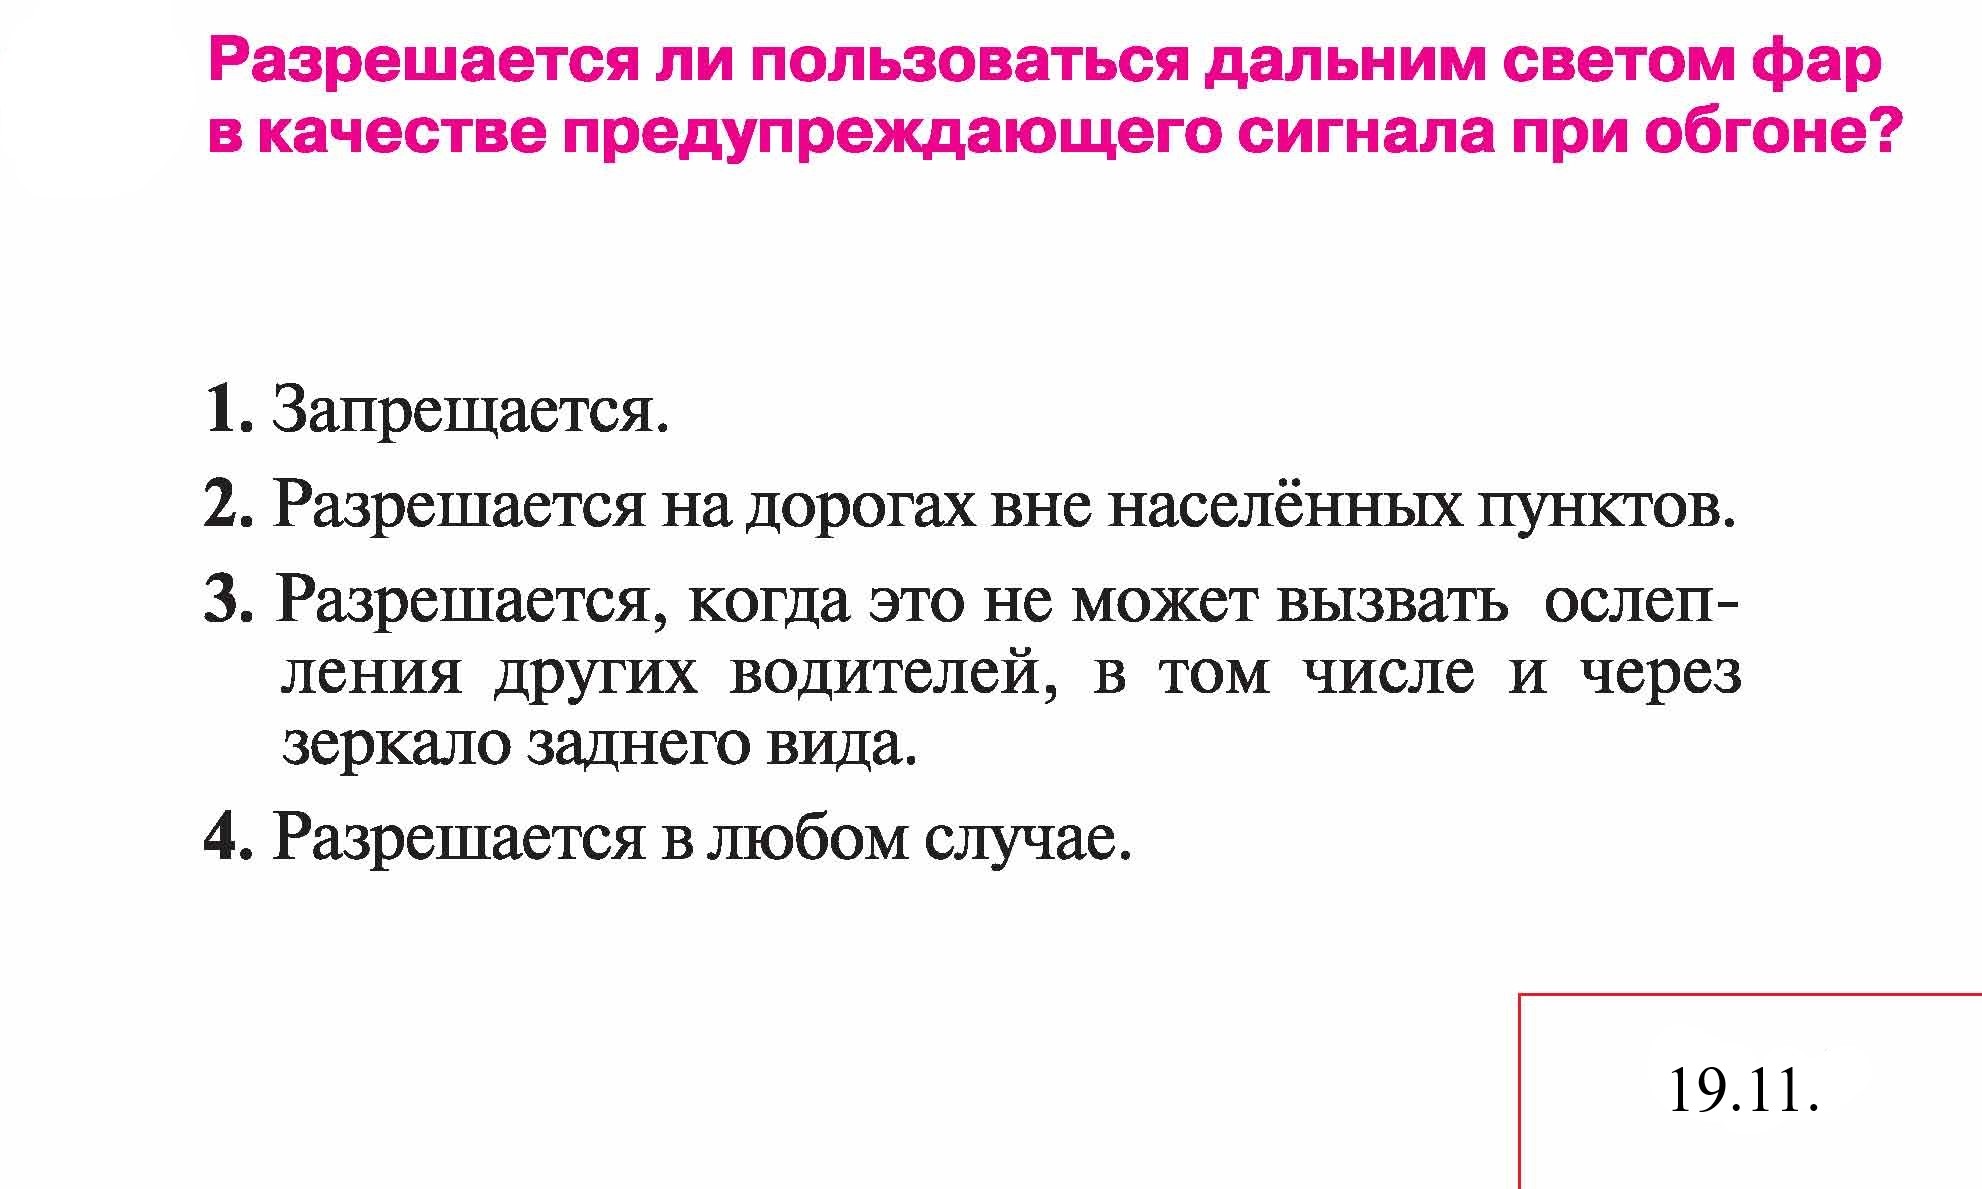 Разрешается ли пользоваться дальним светом фар
в качестве предупреждающего сигнала при обгоне?
1. Запрещается.
2. Разрешается на дорогах вне населённых пунктов.
3. Разрешается, когда это не может вызвать ослеп-
ления других водителей, в том числе и через
зеркало заднего вида.
4. Разрешается в любом случае.
19.11.